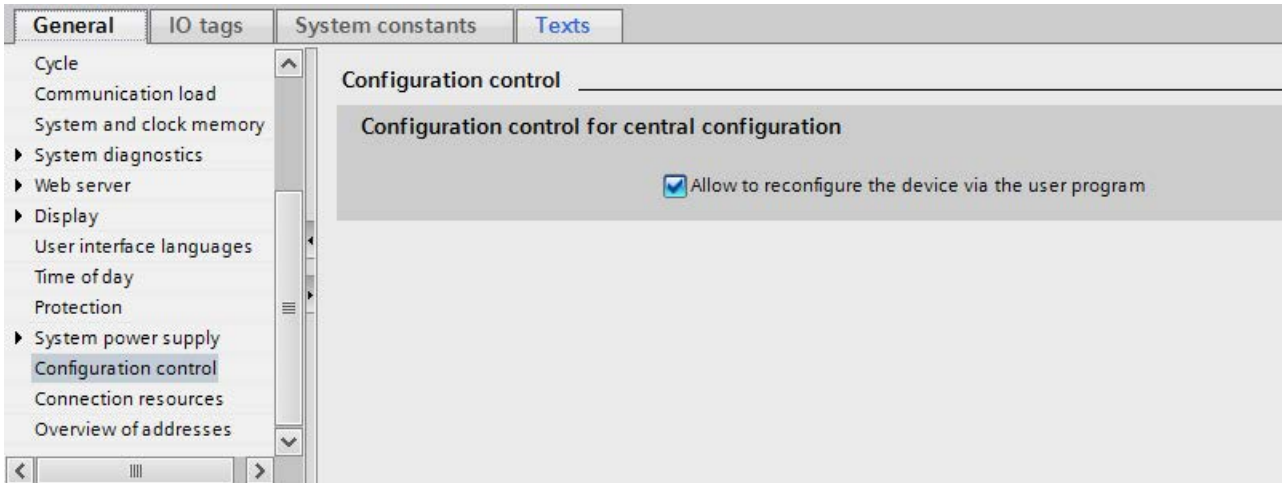 General IO tags System constants Texts
Cycle
Communication load
System and clock memory
System diagnostics
Web server
Display
User interface languages
Time of day
Protection
System power supply
Configuration control
Connection resources
Overview of addresses
Configuration control
Configuration control for central configuration
Allow to reconfigure the device via the user program